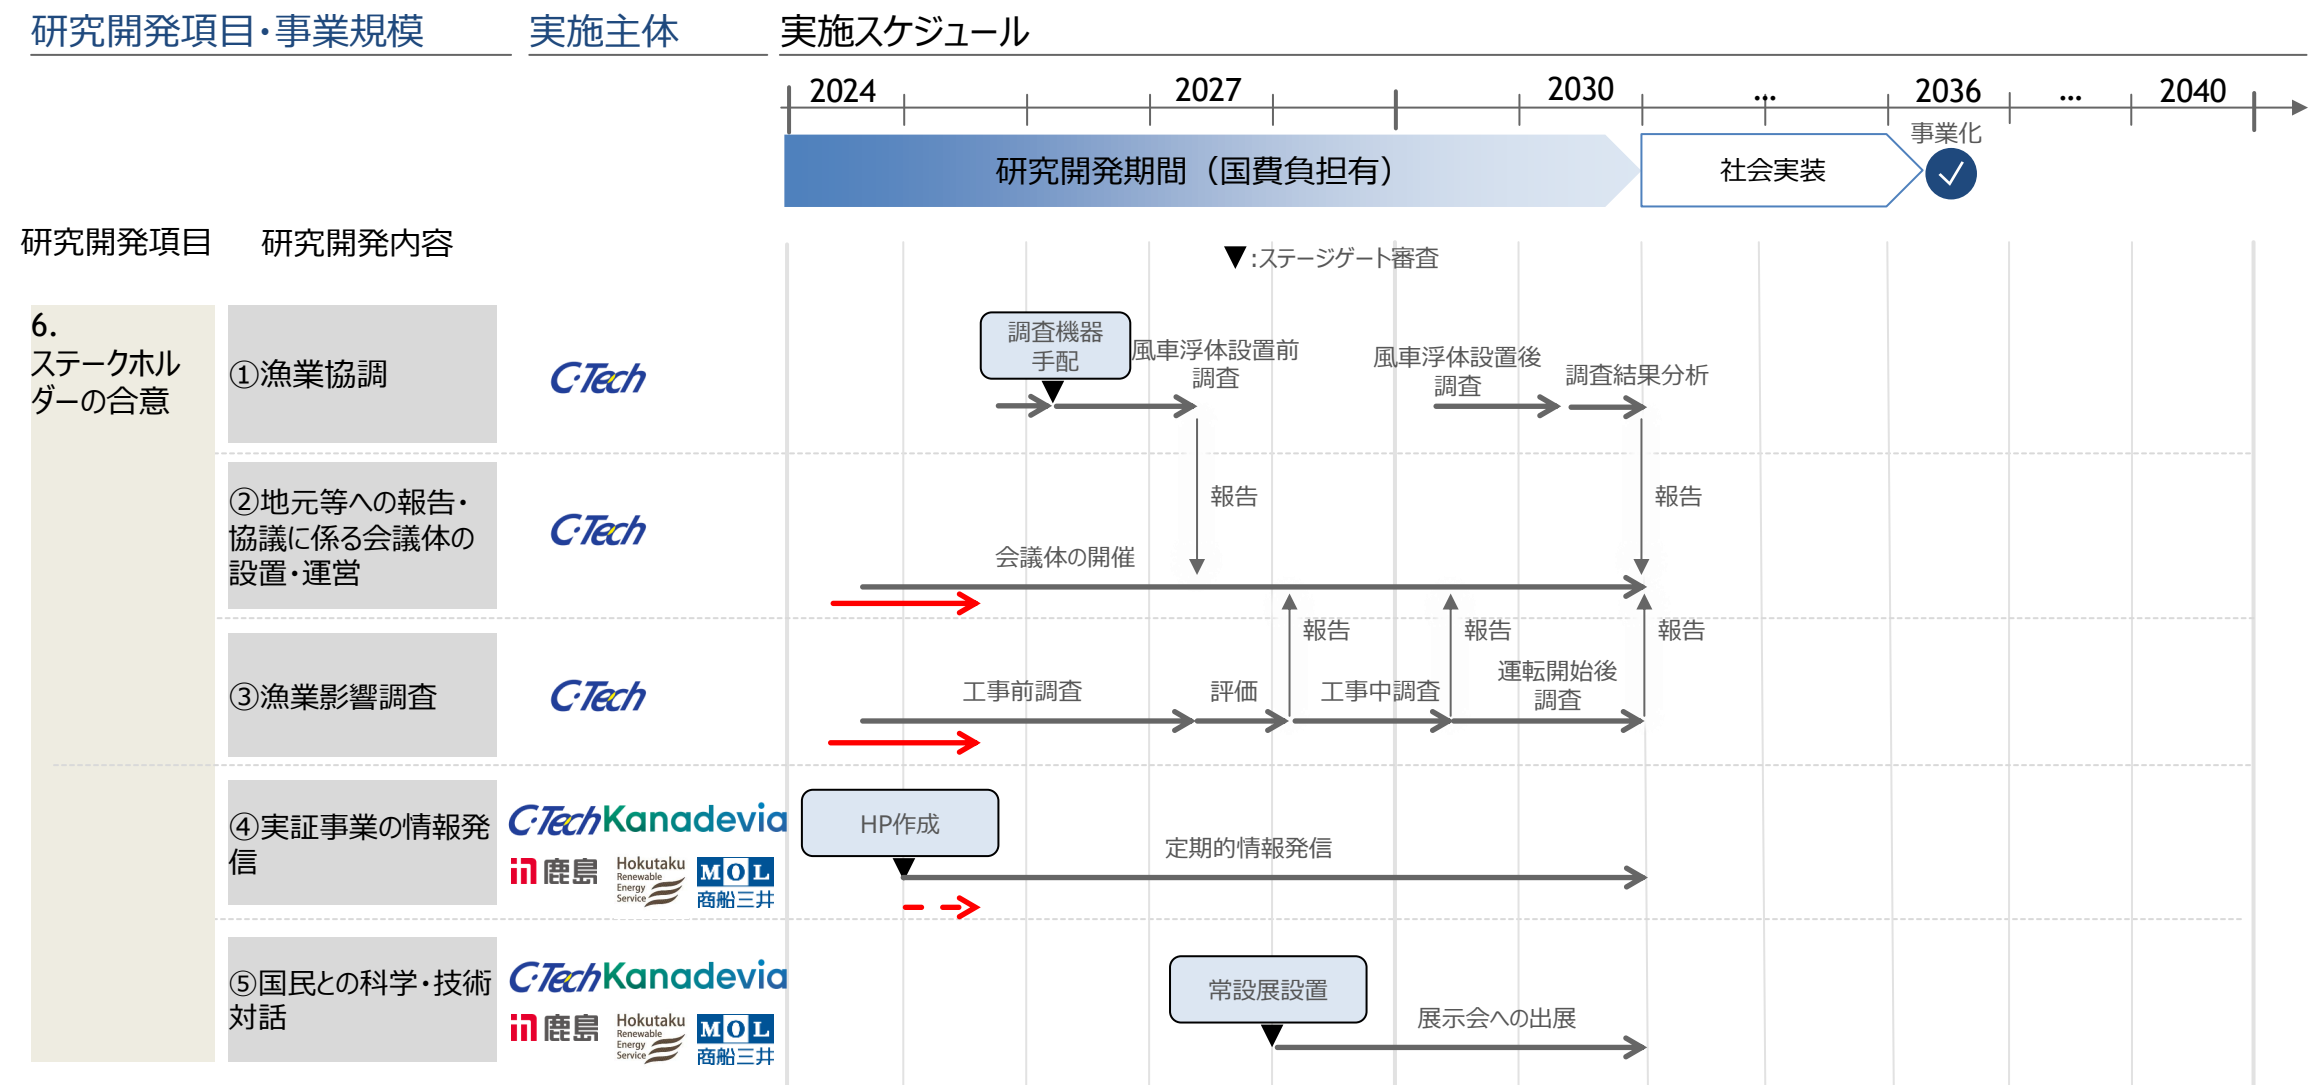 研究開発項目・事業規模
実施主体
実施スケジュール
2024
2027
2030
…
2036
…
2040
事業化
研究開発期間（国費負担有）
社会実装
研究開発項目
研究開発内容
▼:ステージゲート審査
6.
ステークホル
ダーの合意
①漁業協調
C-Tech
調査機器
手配
風車浮体設置前
調査
風車浮体設置後
調査
調査結果分析
報告
報告
②地元等への報告・
協議に係る会議体の
設置・運営
C-Tech
会議体の開催
報告
報告
報告
③漁業影響調査
C-Tech
工事前調査
評価
工事中調査
運転開始後
調査
④実証事業の情報発
信
C-Tech
Kanadevia
鹿島
Hokutaku
Renewable
Energy
Service
MOL
商船三井
HP作成
定期的情報発信
⑤国民との科学・技術
対話
C-Tech
Kanadevia
鹿島
Hokutaku
Renewable
Energy
Service
MOL
商船三井
常設展設置
展示会への出展